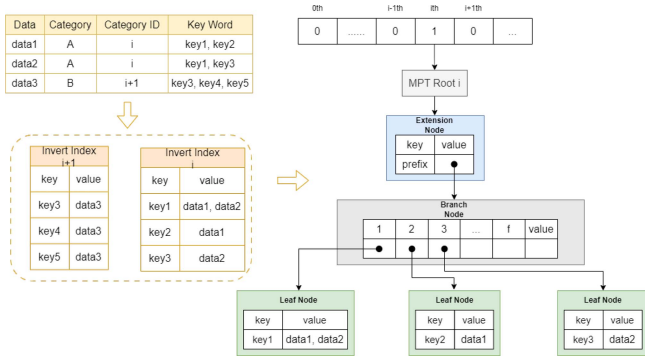 Data Category Category ID Key Word
data1 A i key1, key2
data2 A i key1, key3
data3 B i+1 key3, key4, key5
Invert Index
i+1
key value
key3 data3
key4 data3
key5 data3
Invert Index
i
key value
key1 data1, data2
key2 data1
key3 data2
0th i-1th ith i+1th
0 ...... 0 1 0 ...
MPT Root i
Extension
Node
key value
prefix
Branch
Node
1 2 3 ... f value
Leaf Node
key value
key1 data1, data2
Leaf Node
key value
key2 data1
Leaf Node
key value
key3 data2